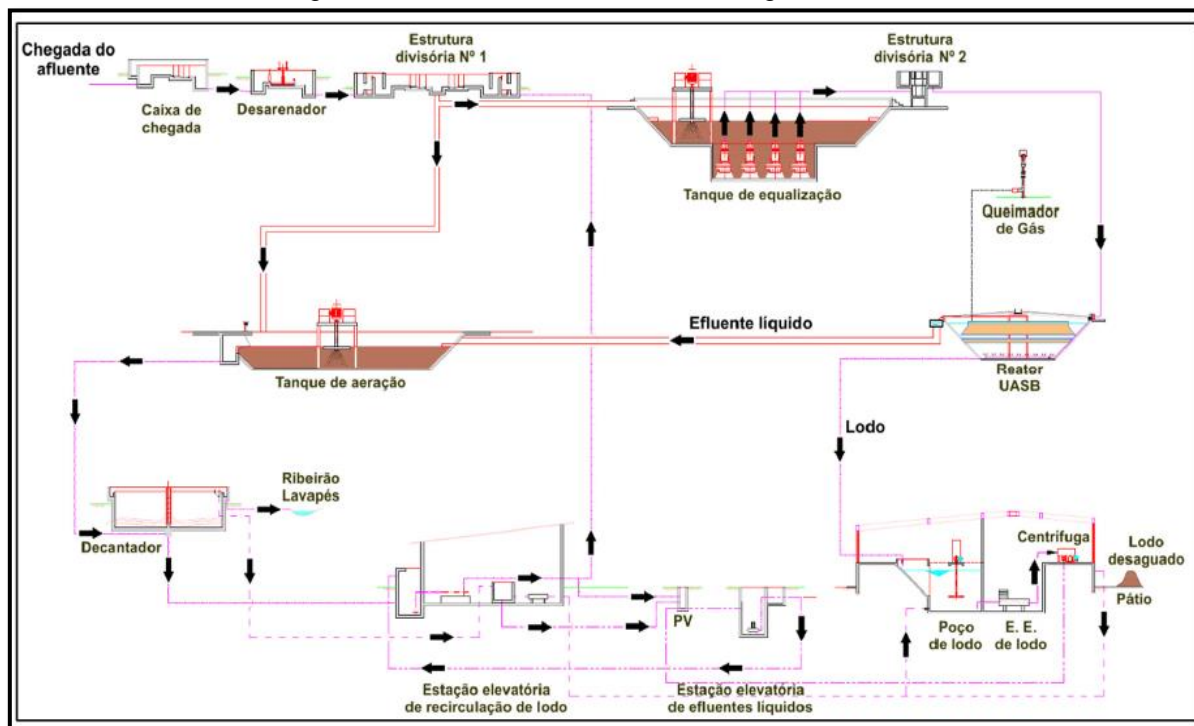 Chegada do
afluente
Caixa de
chegada
Desarenador
Estrutura
divisória Nº 1
Estrutura
divisória Nº 2
Tanque de equalização
Queimador
de Gás
Efluente líquido
Tanque de aeração
Reator
UASB
Lodo
Ribeirão
Lavapés
Decantador
Centrífuga
Lodo
desaguado
Pátio
PV
Poço
de lodo
E. E.
de lodo
Estação elevatória
de recirculação de lodo
Estação elevatória
de efluentes líquidos